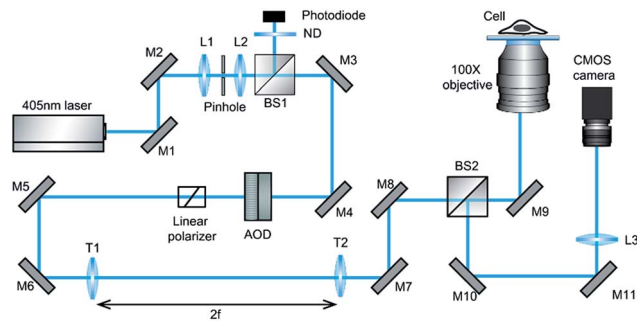 Photodiode
ND
Cell
L1
L2
M3
M2
100X
objective
CMOS
camera
405nm laser
Pinhole
BS1
M1
M5
M8
BS2
Linear
polarizer
AOD
M4
M9
T1
T2
L3
M6
M7
M10
M11
2f